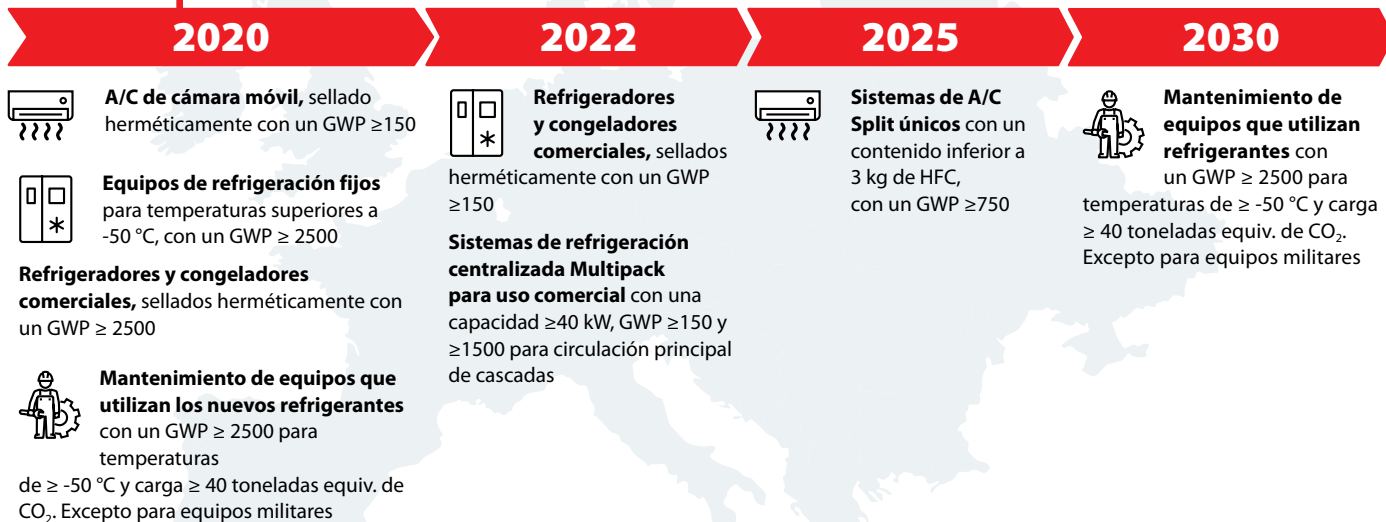 2020
A/C de cámara móvil, sellado
herméticamente con un GWP ≥150
Equipos de refrigeración fijos
para temperaturas superiores a
-50 °C, con un GWP ≥ 2500
Refrigeradores y congeladores
comerciales, sellados herméticamente con
un GWP ≥ 2500
Mantenimiento de equipos que
utilizan los nuevos refrigerantes
con un GWP ≥ 2500 para
temperaturas
de ≥ -50 °C y carga ≥ 40 toneladas equiv. de
CO₂. Excepto para equipos militares
2022
Refrigeradores
y congeladores
comerciales, sellados
herméticamente con un GWP
≥150
Sistemas de refrigeración
centralizada Multipack
para uso comercial con una
capacidad ≥40 kW, GWP ≥150 y
≥1500 para circulación principal
de cascadas
2025
Sistemas de A/C
Split únicos con un
contenido inferior a
3 kg de HFC,
con un GWP ≥750
2030
Mantenimiento de
equipos que utilizan
refrigerantes con
un GWP ≥ 2500 para
temperaturas de ≥ -50 °C y carga
≥ 40 toneladas equiv. de CO₂.
Excepto para equipos militares